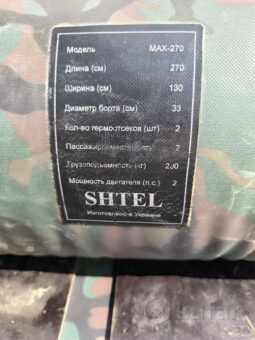 Модель МАХ-270
Длина (см) 270
Ширина (см) 130
Диаметр борта (см) 33
Кол-во гермоотсеков (шт) 2
Пассажировместимость 2
Грузоподъемность (кг) 200
Мощность двигателя (л.с.) 2
SHTEL
Изготовлено в Украине
kufar